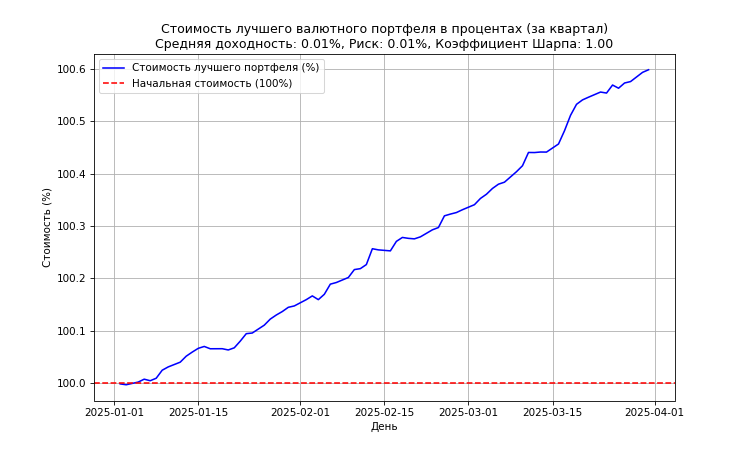 Стоимость лучшего валютного портфеля в процентах (за квартал)
Средняя доходность: 0.01%, Риск: 0.01%, Коэффициент Шарпа: 1.00
Стоимость лучшего портфеля (%)
Начальная стоимость (100%)
Стоимость (%)
100.6
100.5
100.4
100.3
100.2
100.1
100.0
2025-01-01
2025-01-15
2025-02-01
2025-02-15
2025-03-01
2025-03-15
2025-04-01
День